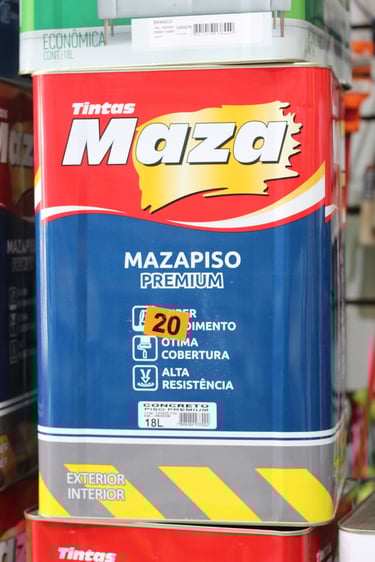 BRANCO
ECONÔMICA
CONT.: 18L
Tintas
Maza
MAZAPISO
PREMIUM
20
ÓTIMA
COBERTURA
ALTA
RESISTÊNCIA
CONCRETO
PISO PREMIUM
18L
EXTERIOR
INTERIOR
Tintas